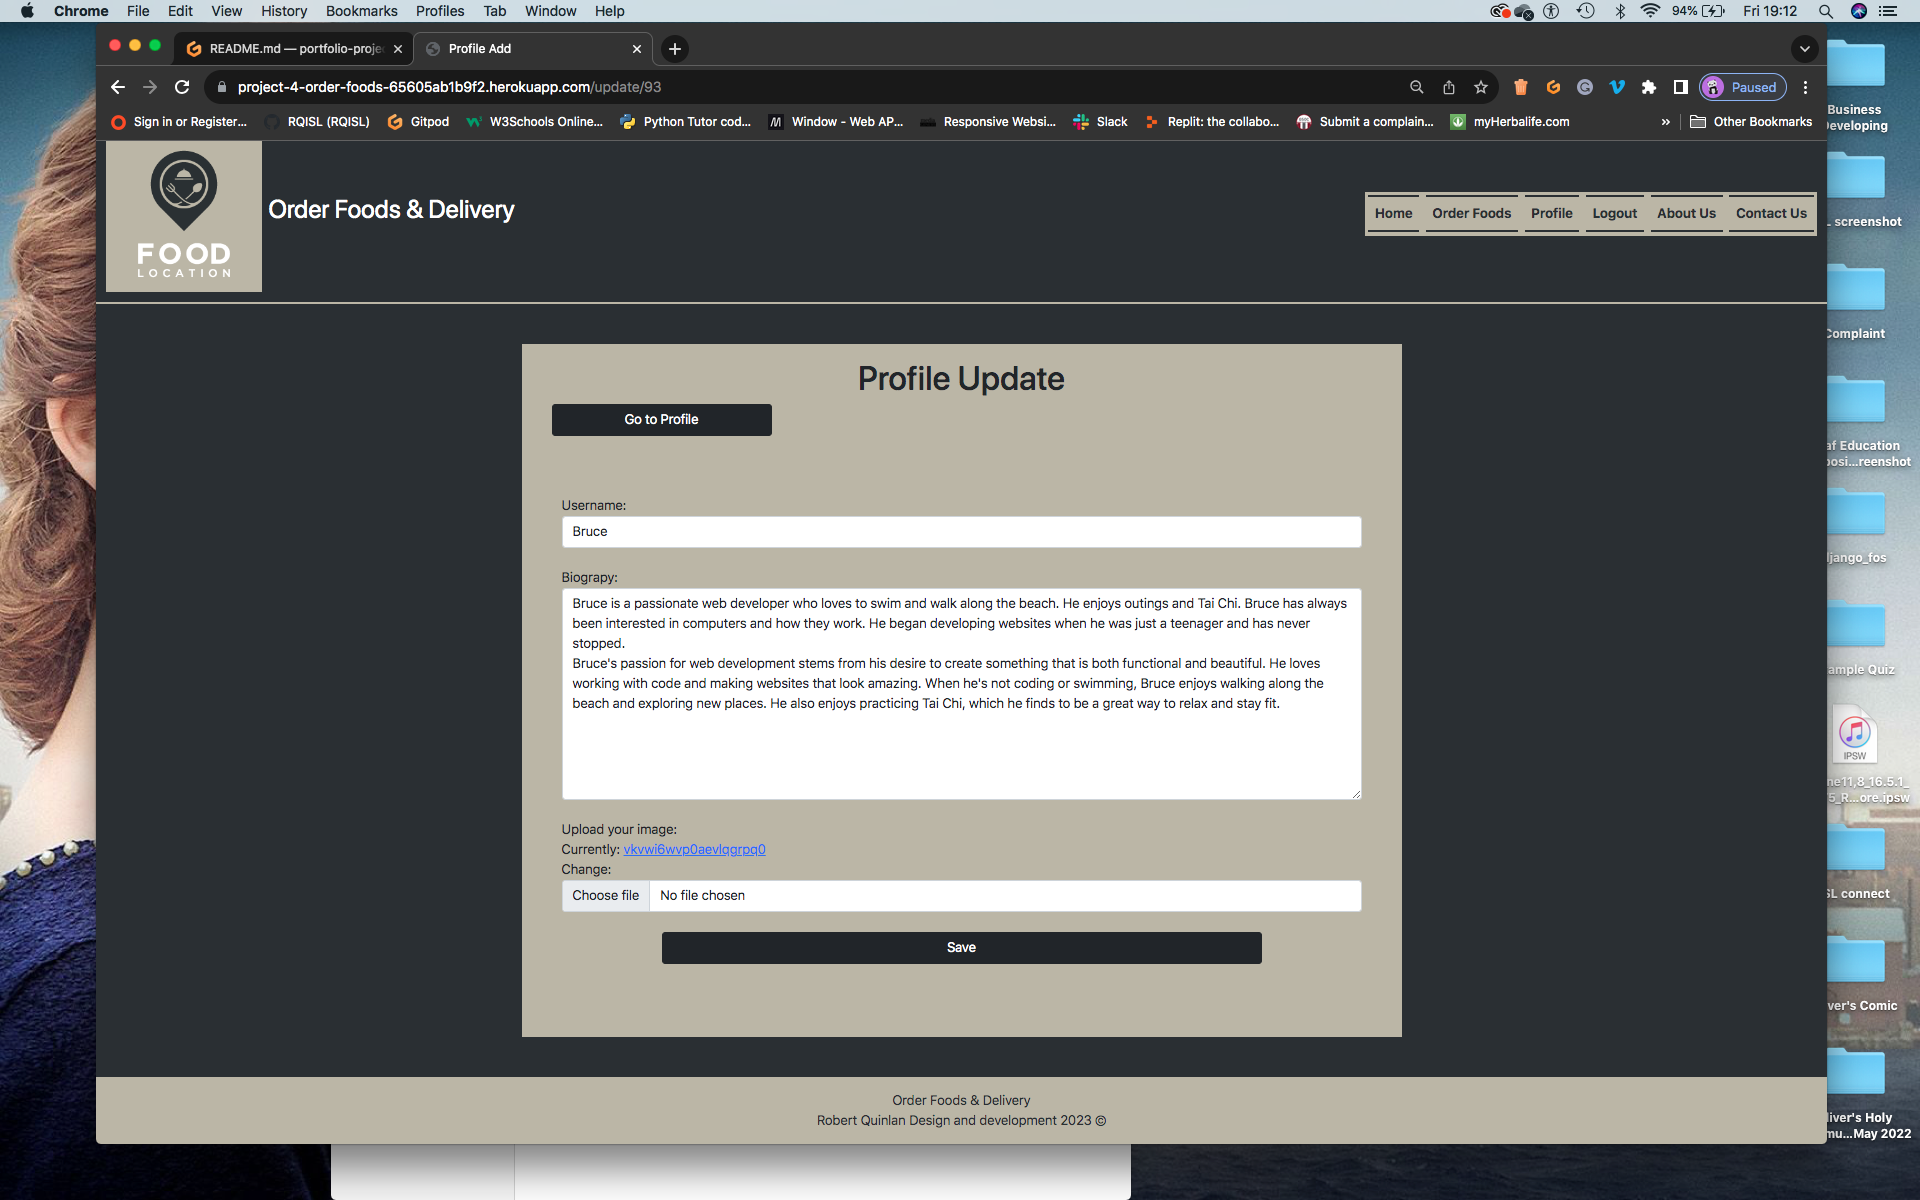 Chrome File Edit View History Bookmarks Profiles Tab Window Help 94% Fri 19:12
README.md — portfolio-proje Profile Add
project-4-order-foods-65605ab1b9f2.herokuapp.com/update/93 Paused
Sign in or Register... RQISL (RQISL) Gitpod W3Schools Online... Python Tutor cod... Window - Web AP... Responsive Websi... Slack Replit: the collabo... Submit a complain... myHerbalife.com » Other Bookmarks
FOOD
LOCATION
Order Foods & Delivery
Home Order Foods Profile Logout About Us Contact Us
Profile Update
Go to Profile
Username:
Bruce
Biograpy:
Bruce is a passionate web developer who loves to swim and walk along the beach. He enjoys outings and Tai Chi. Bruce has always
been interested in computers and how they work. He began developing websites when he was just a teenager and has never
stopped.
Bruce's passion for web development stems from his desire to create something that is both functional and beautiful. He loves
working with code and making websites that look amazing. When he's not coding or swimming, Bruce enjoys walking along the
beach and exploring new places. He also enjoys practicing Tai Chi, which he finds to be a great way to relax and stay fit.
Upload your image:
Currently: vkvwi6wvp0aevlqgrpq0
Change:
Choose file No file chosen
Save
Order Foods & Delivery
Robert Quinlan Design and development 2023 ©
Business
Developing
screenshot
Complaint
af Education
posi...reenshot
django_fos
ample Quiz
IPSW
ne11,8_16.5.1_
5_R...ore.ipsw
SL connect
ver's Comic
liver's Holy
mu...May 2022